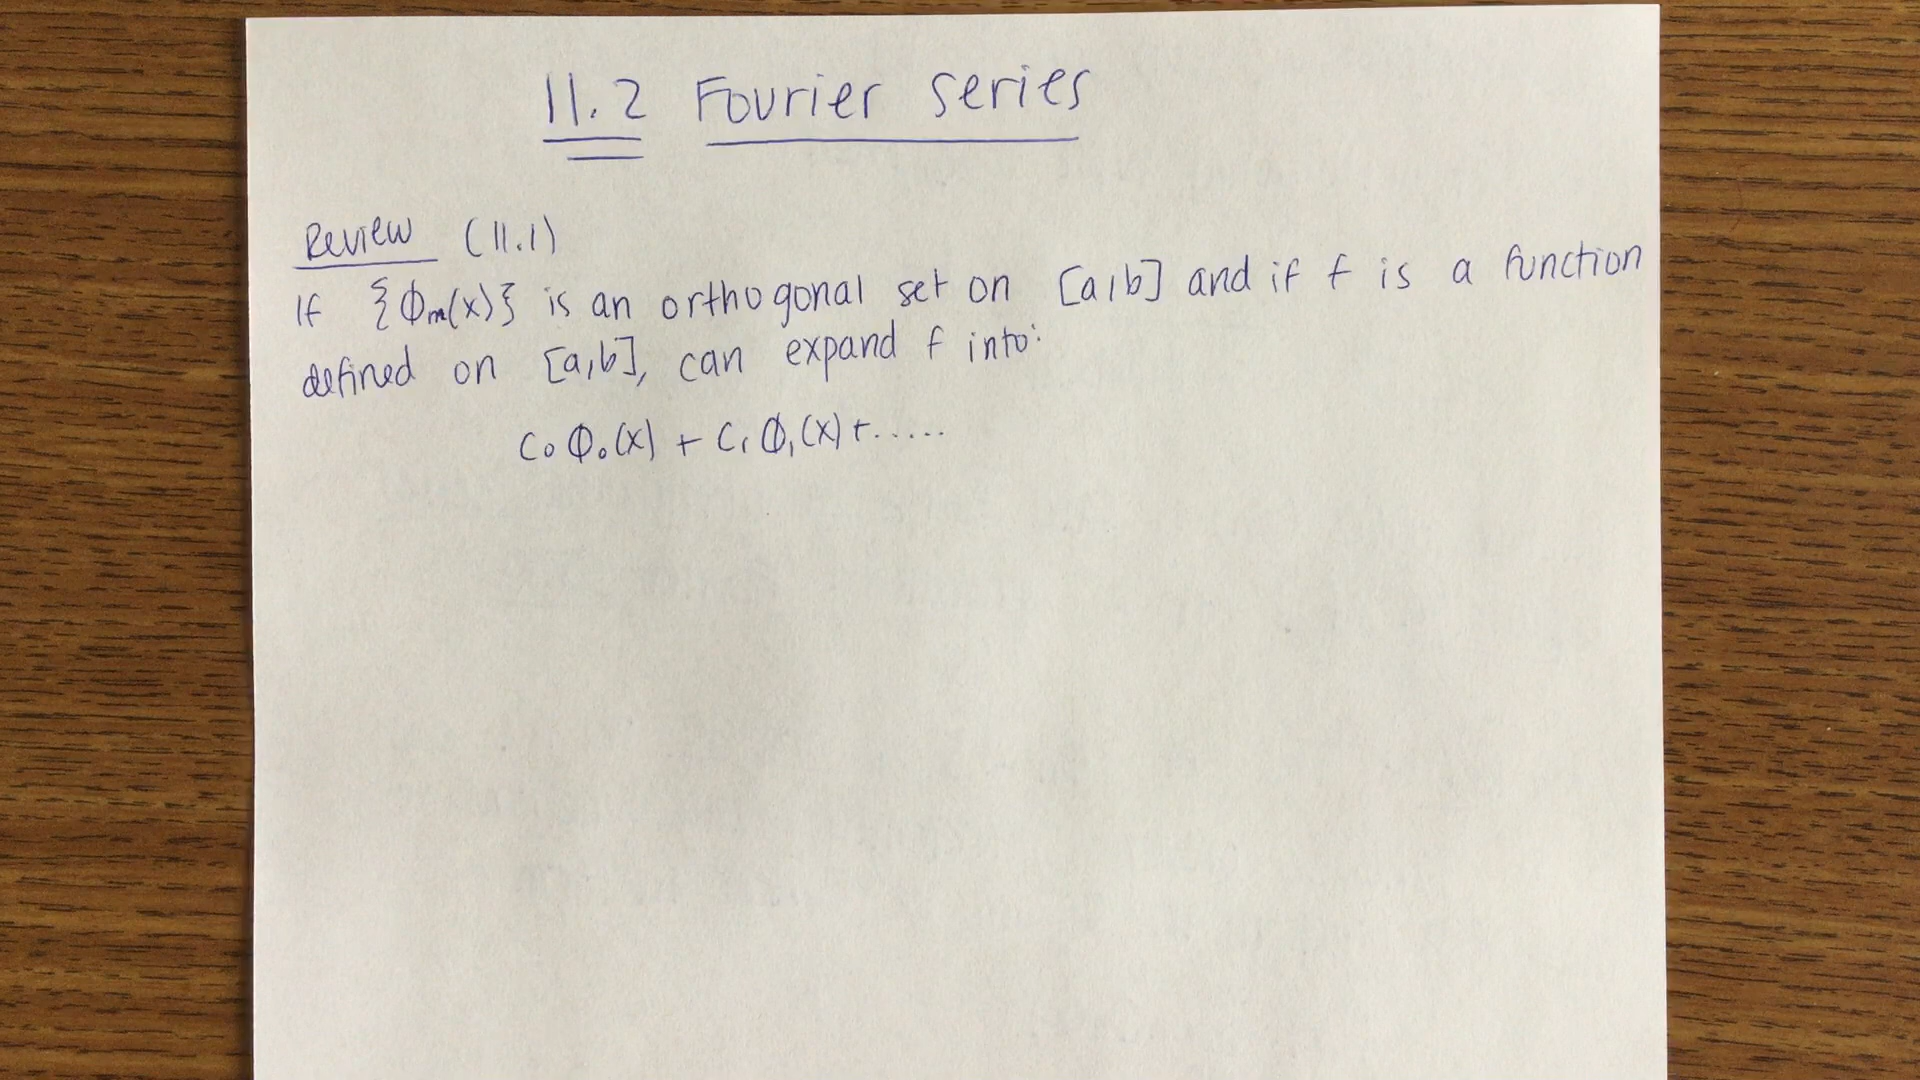 11.2 Fourier series
Review (11.1)
If {Φm(x)} is an orthogonal set on [a,b] and if f is a function
defined on [a,b], can expand f into:
C₀ Φ₀(x) + C₁ Φ₁(x) + .....